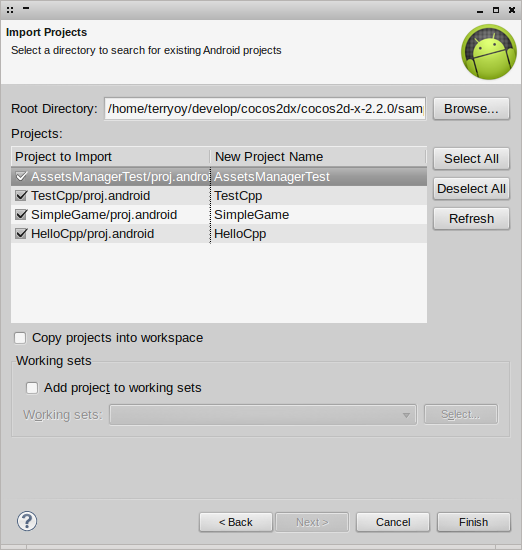 Import Projects
Select a directory to search for existing Android projects
Root Directory: /home/terryoy/develop/cocos2dx/cocos2d-x-2.2.0/sam Browse...
Projects:
Project to Import New Project Name Select All
AssetsManagerTest/proj.androi AssetsManagerTest
TestCpp/proj.android TestCpp Deselect All
SimpleGame/proj.android SimpleGame Refresh
HelloCpp/proj.android HelloCpp
Copy projects into workspace
Working sets
Add project to working sets
Working sets: Select...
? < Back Next > Cancel Finish